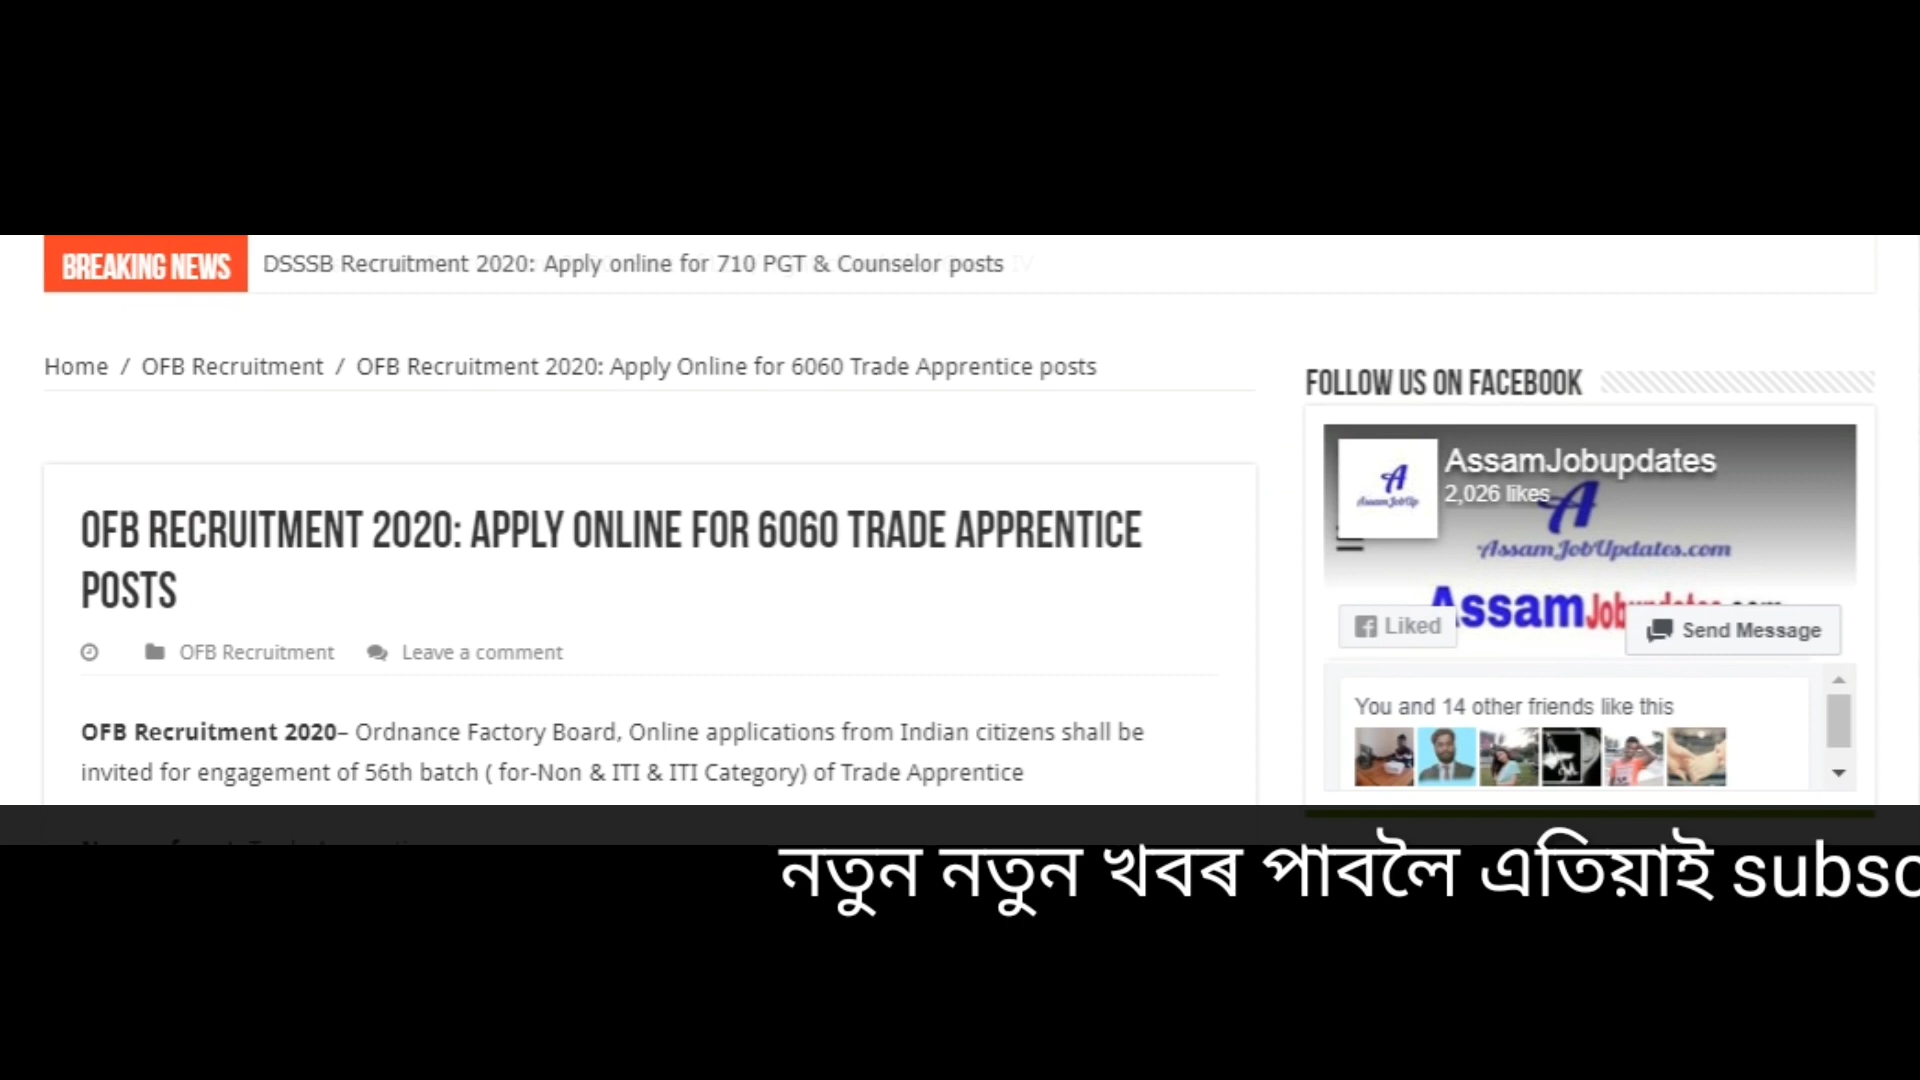 BREAKING NEWS
DSSSB Recruitment 2020: Apply online for 710 PGT & Counselor posts
Home / OFB Recruitment / OFB Recruitment 2020: Apply Online for 6060 Trade Apprentice posts
OFB RECRUITMENT 2020: APPLY ONLINE FOR 6060 TRADE APPRENTICE
POSTS
OFB Recruitment
Leave a comment
OFB Recruitment 2020– Ordnance Factory Board, Online applications from Indian citizens shall be
invited for engagement of 56th batch ( for-Non & ITI & ITI Category) of Trade Apprentice
FOLLOW US ON FACEBOOK
AssamJobupdates
2,026 likes
A
AssamJobUpdates.com
Liked
Send Message
You and 14 other friends like this
নতুন নতুন খবৰ পাবলৈ এতিয়াই subsc